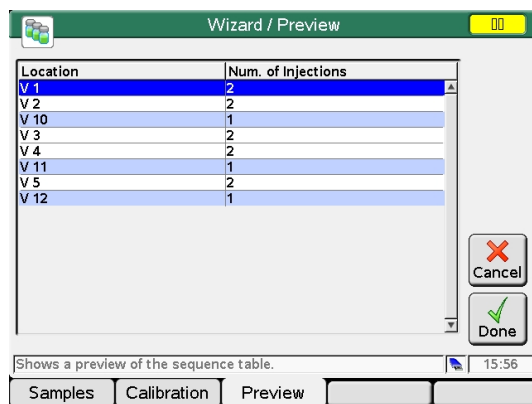 Wizard / Preview
Location Num. of Injections
V 1 2
V 2 2
V 10 1
V 3 2
V 4 2
V 11 1
V 5 2
V 12 1
Cancel
Done
Shows a preview of the sequence table. 15:56
Samples Calibration Preview